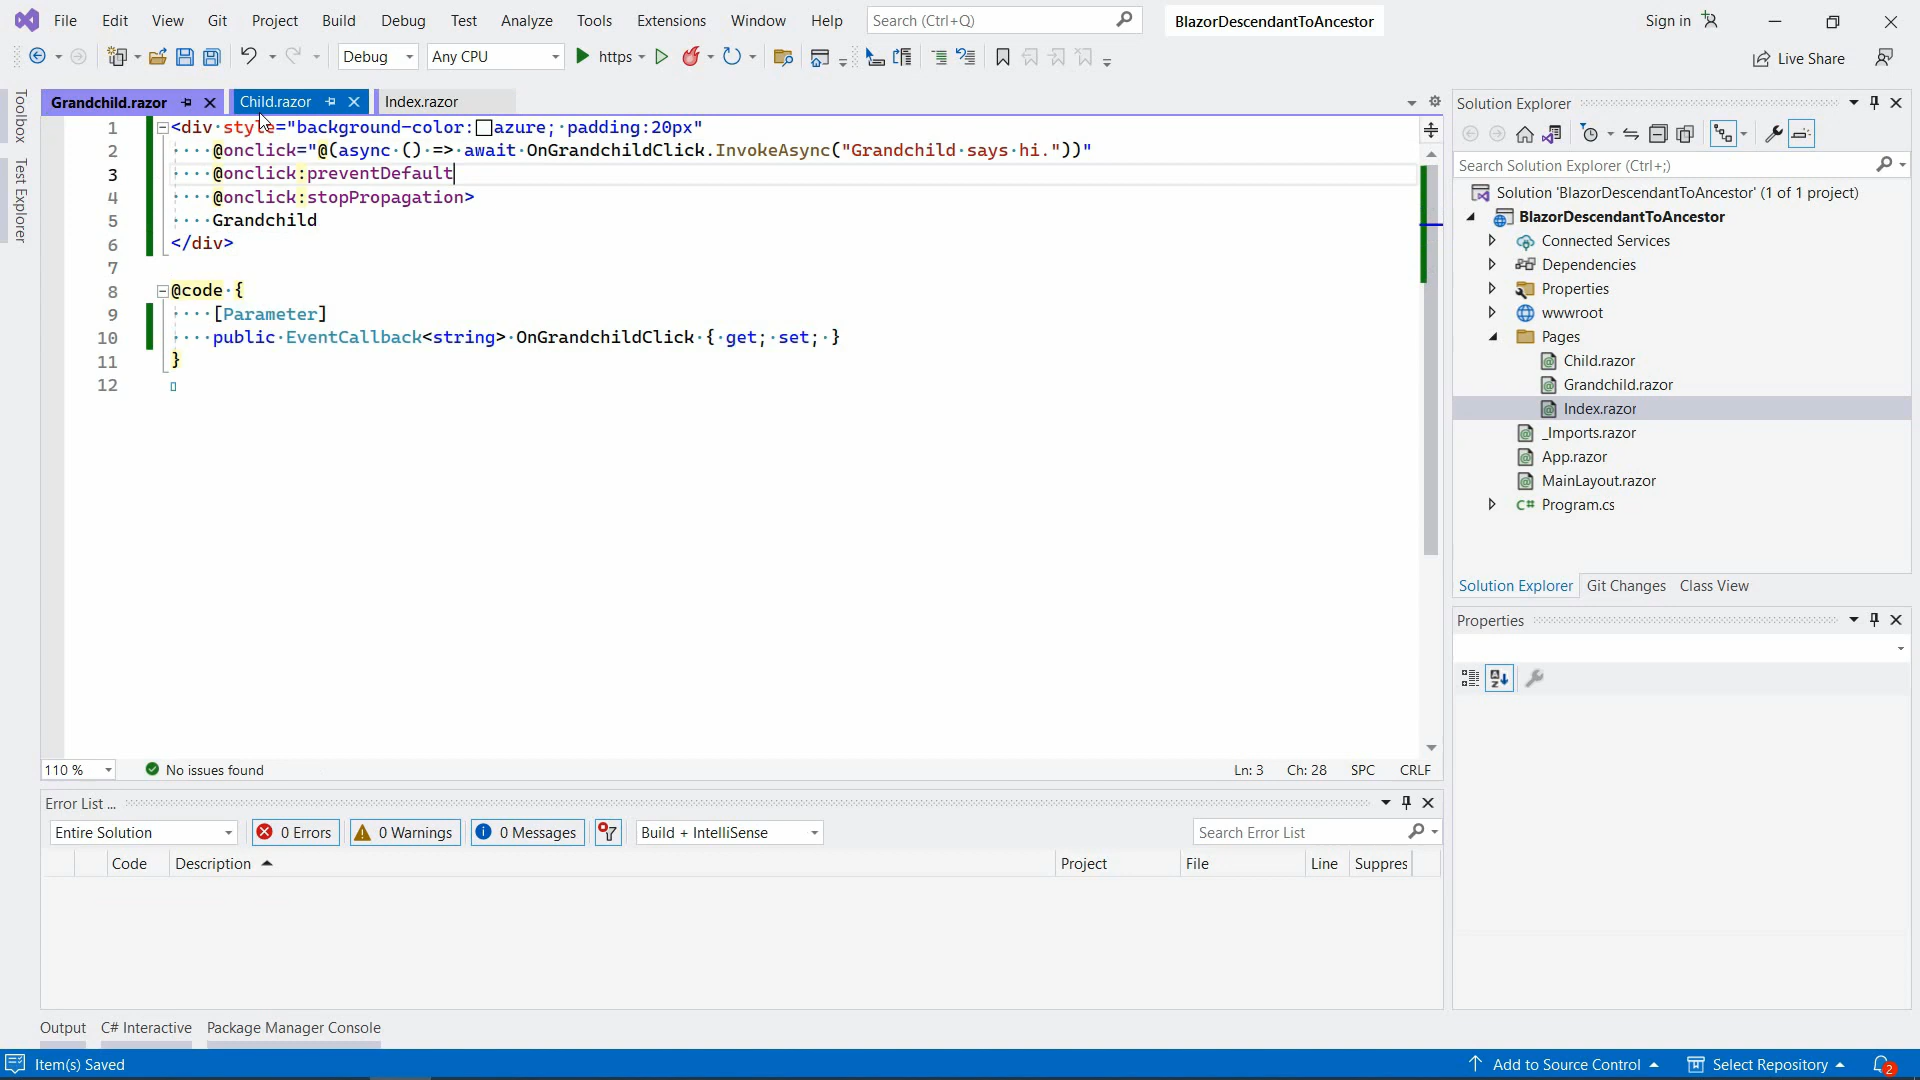 File Edit View Git Project Build Debug Test Analyze Tools Extensions Window Help Search (Ctrl+Q) BlazorDescendantToAncestor Sign in
Debug Any CPU https Live Share
Toolbox
Test Explorer
Grandchild.razor Child.razor Index.razor
1 <div style="background-color:azure; padding:20px"
2 @onclick="@(async () => await OnGrandchildClick.InvokeAsync("Grandchild says hi."))"
3 @onclick:preventDefault
4 @onclick:stopPropagation>
5 Grandchild
6 </div>
7
8 @code {
9 [Parameter]
10 public EventCallback<string> OnGrandchildClick { get; set; }
11 }
12
110 % No issues found Ln: 3 Ch: 28 SPC CRLF
Solution Explorer
Search Solution Explorer (Ctrl+;)
Solution 'BlazorDescendantToAncestor' (1 of 1 project)
BlazorDescendantToAncestor
Connected Services
Dependencies
Properties
wwwroot
Pages
Child.razor
Grandchild.razor
Index.razor
_Imports.razor
App.razor
MainLayout.razor
C# Program.cs
Solution Explorer Git Changes Class View
Properties
Error List ...
Entire Solution 0 Errors 0 Warnings 0 Messages Build + IntelliSense Search Error List
Code Description Project File Line Suppres
Output C# Interactive Package Manager Console
Item(s) Saved Add to Source Control Select Repository 2